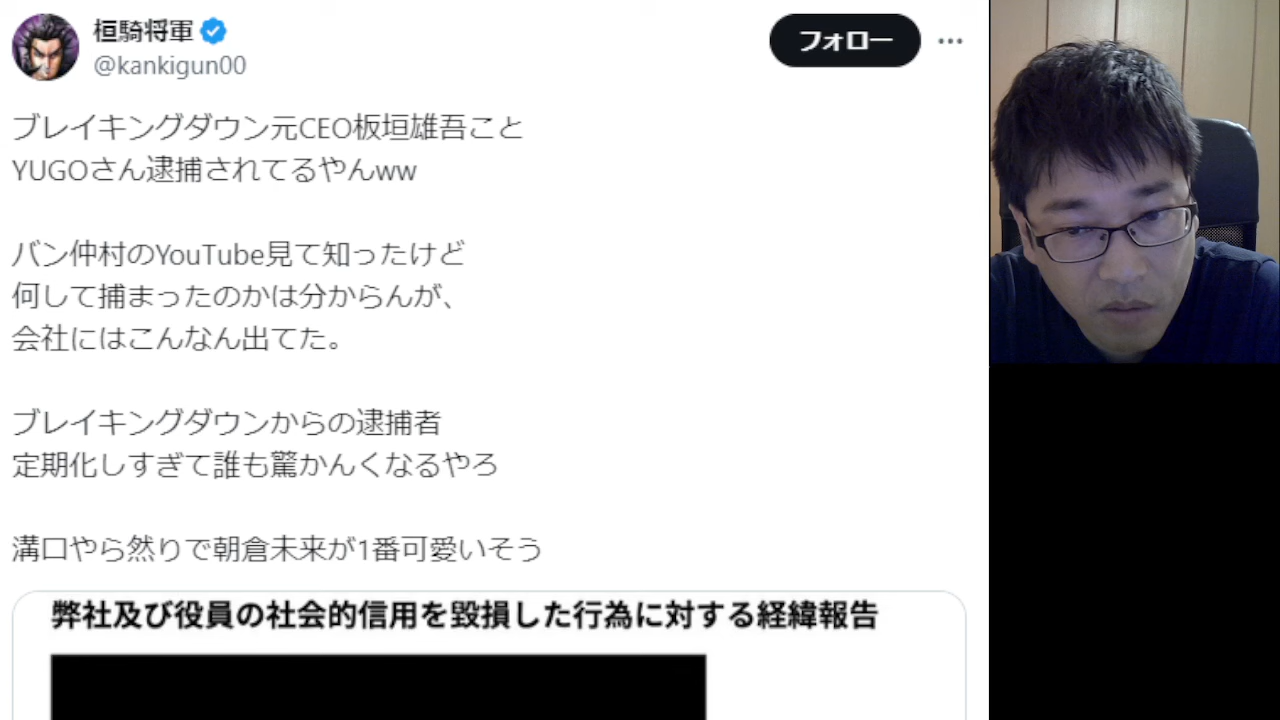 桓騎将軍
@kankigun00
フォロー
ブレイキングダウン元CEO板垣雄吾こと
YUGOさん逮捕されてるやんww
バン仲村のYouTube見て知ったけど
何して捕まったのかは分からんが、
会社にはこんなん出てた。
ブレイキングダウンからの逮捕者
定期化しすぎて誰も驚かんくなるやろ
溝口やら然りで朝倉未来が1番可愛いそう
弊社及び役員の社会的信用を毀損した行為に対する経緯報告